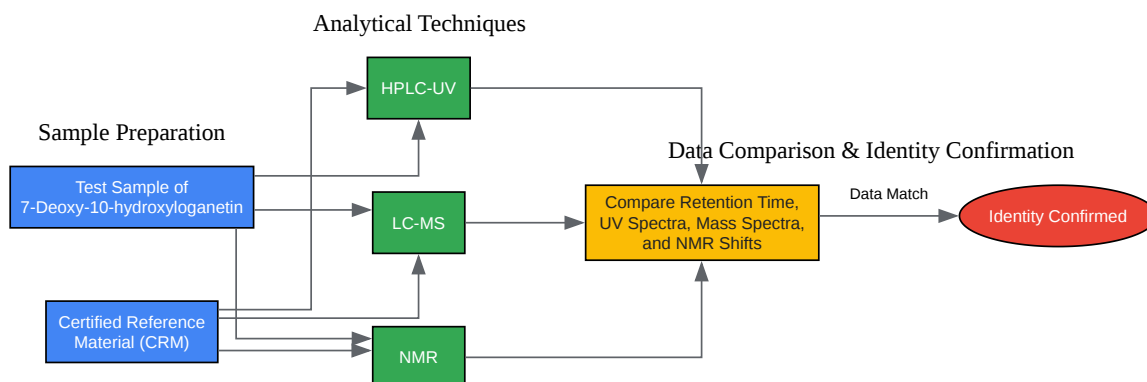 Analytical Techniques
HPLC-UV
Sample Preparation
Test Sample of
7-Deoxy-10-hydroxyloganetin
LC-MS
Certified Reference
Material (CRM)
NMR
Data Comparison & Identity Confirmation
Compare Retention Time,
UV Spectra, Mass Spectra,
and NMR Shifts
Data Match
Identity Confirmed